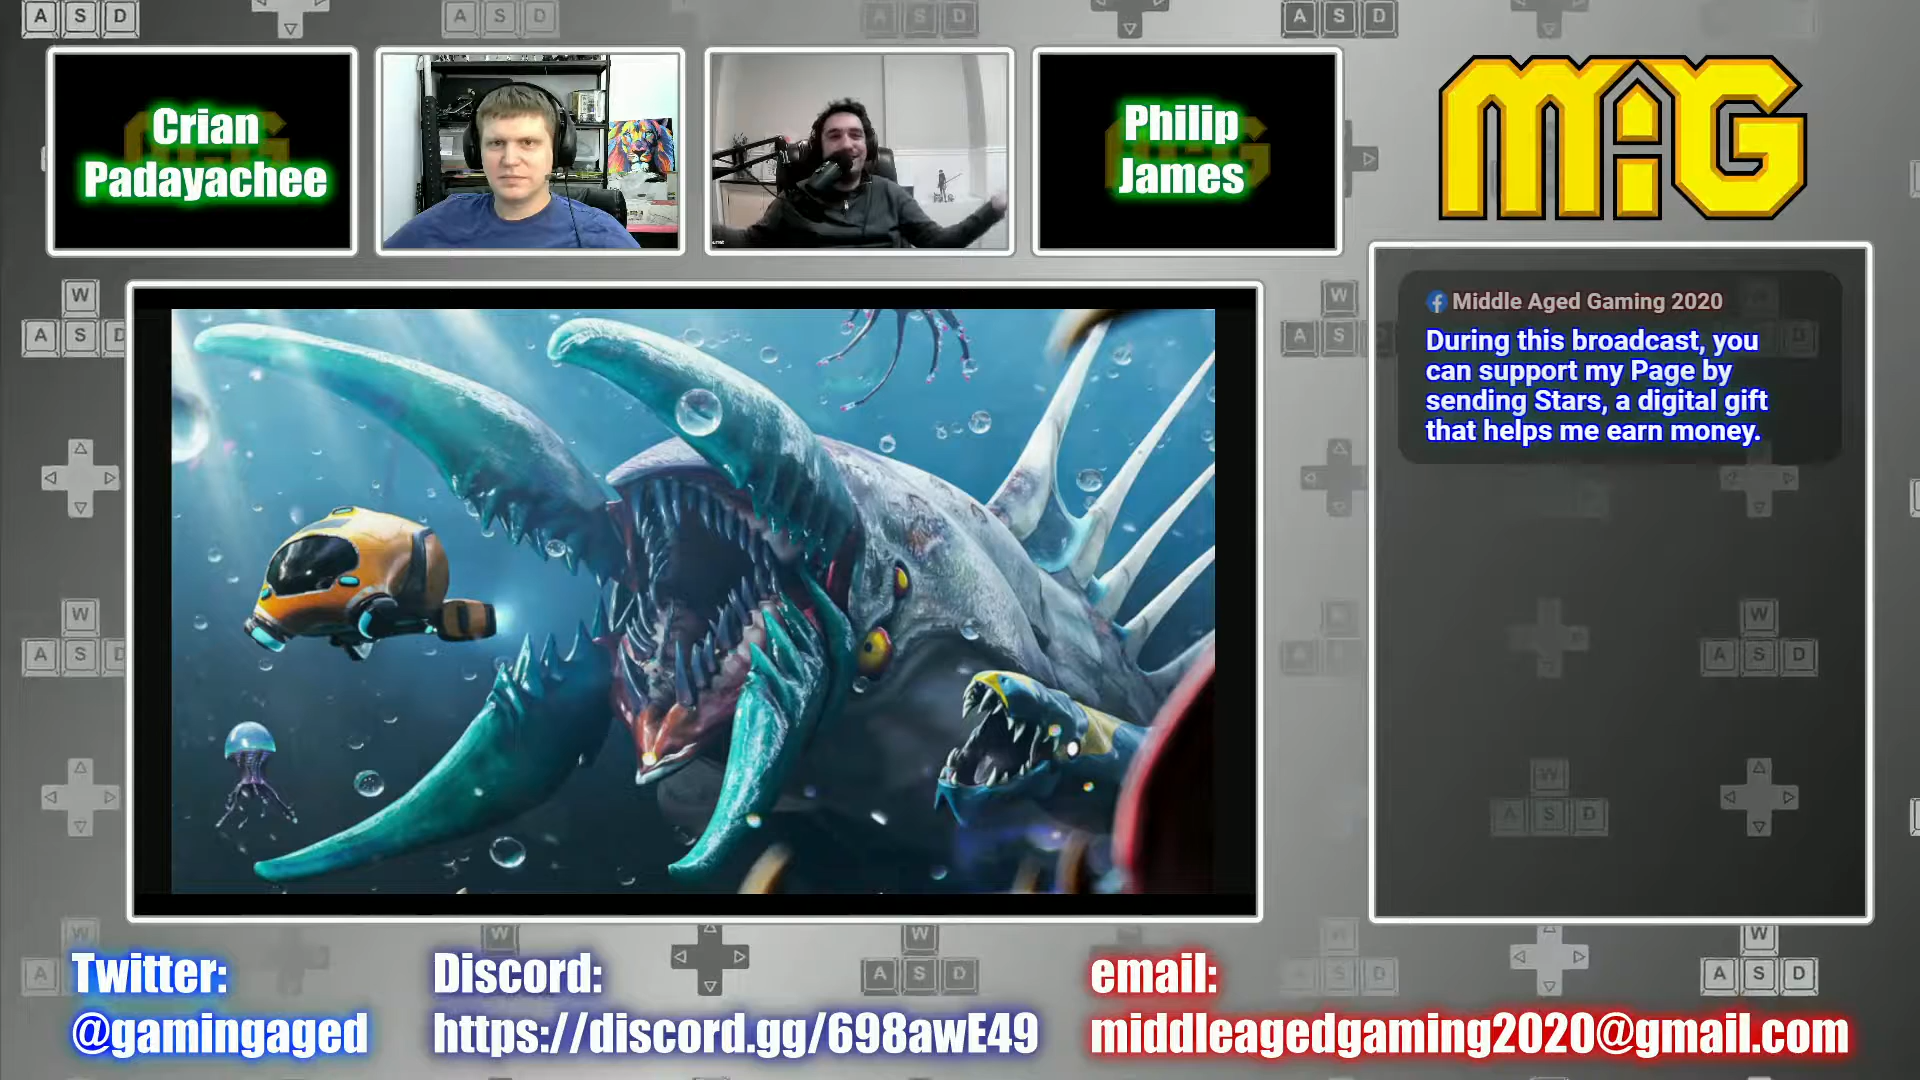 Crian
Padayachee
Philip
James
MAG
Middle Aged Gaming 2020
During this broadcast, you
can support my Page by
sending Stars, a digital gift
that helps me earn money.
Twitter:
@gamingaged
Discord:
https://discord.gg/698awE49
email:
middleagedgaming2020@gmail.com
W
A S D